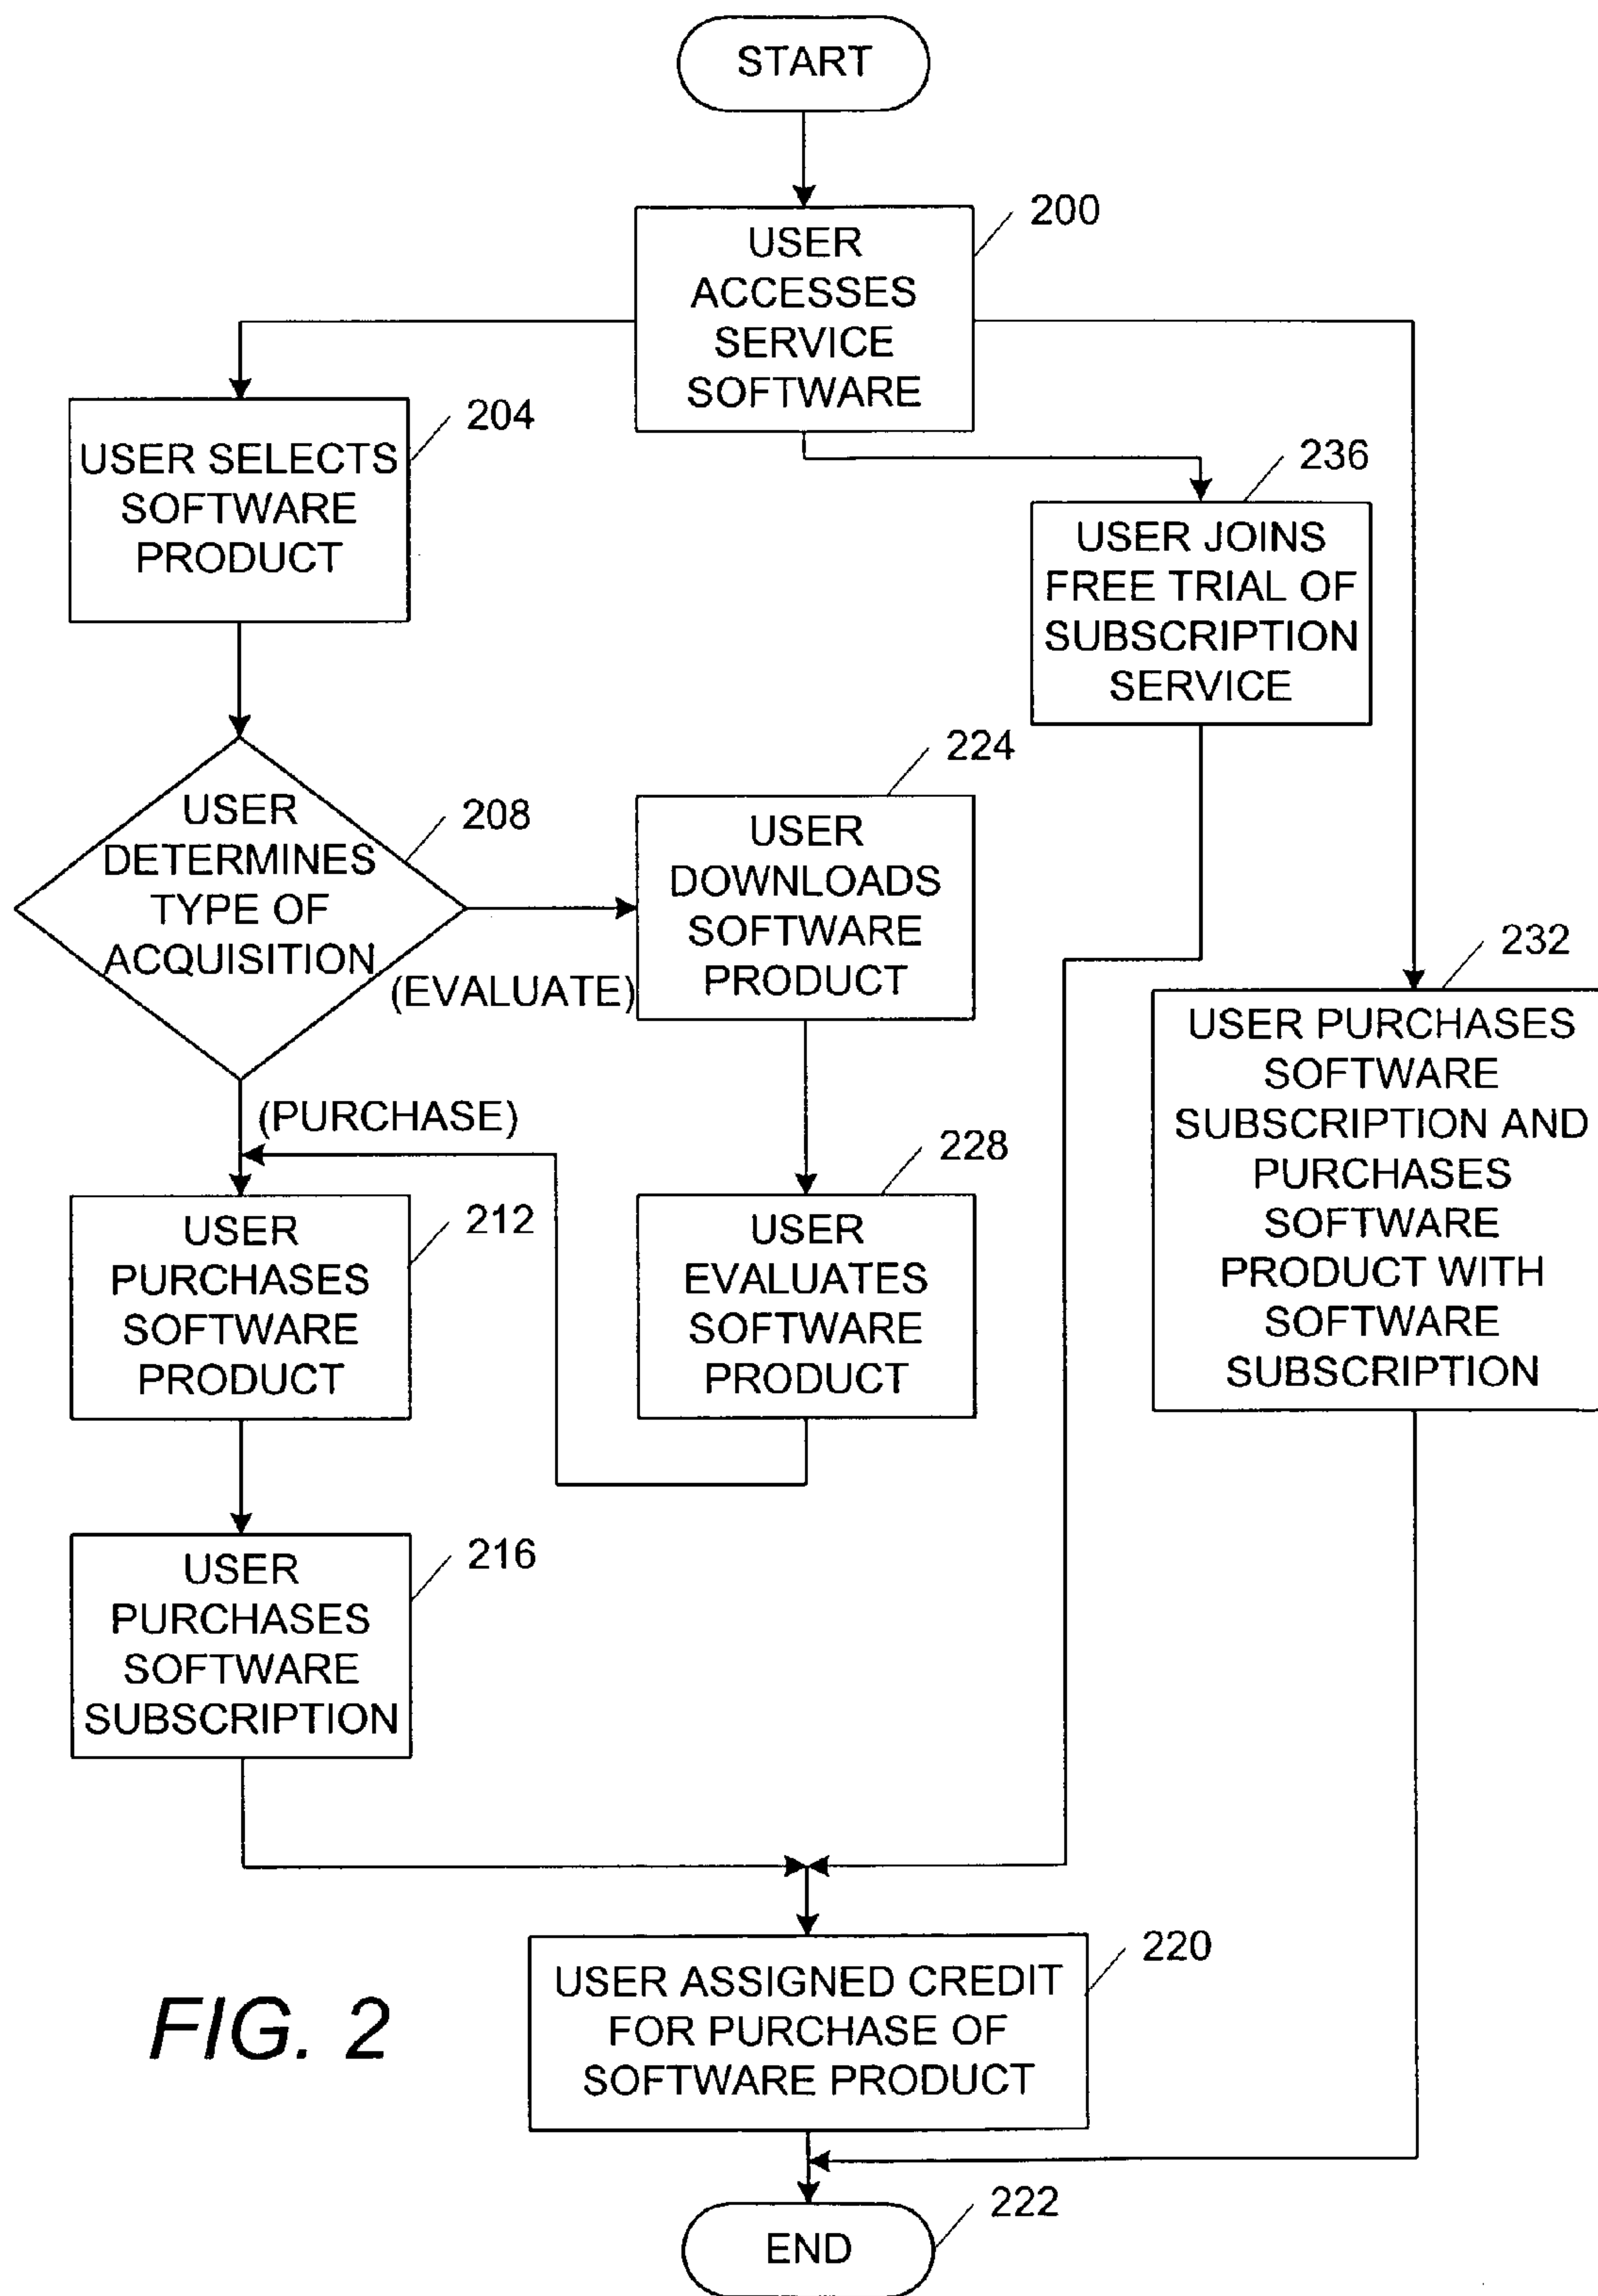 START
200
USER
ACCESSES
SERVICE
SOFTWARE
204
USER SELECTS
SOFTWARE
PRODUCT
236
USER JOINS
FREE TRIAL OF
SUBSCRIPTION
SERVICE
208
USER
DETERMINES
TYPE OF
ACQUISITION
(EVALUATE)
224
USER
DOWNLOADS
SOFTWARE
PRODUCT
232
USER PURCHASES
SOFTWARE
SUBSCRIPTION AND
PURCHASES
SOFTWARE
PRODUCT WITH
SOFTWARE
SUBSCRIPTION
(PURCHASE)
212
USER
PURCHASES
SOFTWARE
PRODUCT
228
USER
EVALUATES
SOFTWARE
PRODUCT
216
USER
PURCHASES
SOFTWARE
SUBSCRIPTION
220
USER ASSIGNED CREDIT
FOR PURCHASE OF
SOFTWARE PRODUCT
FIG. 2
222
END